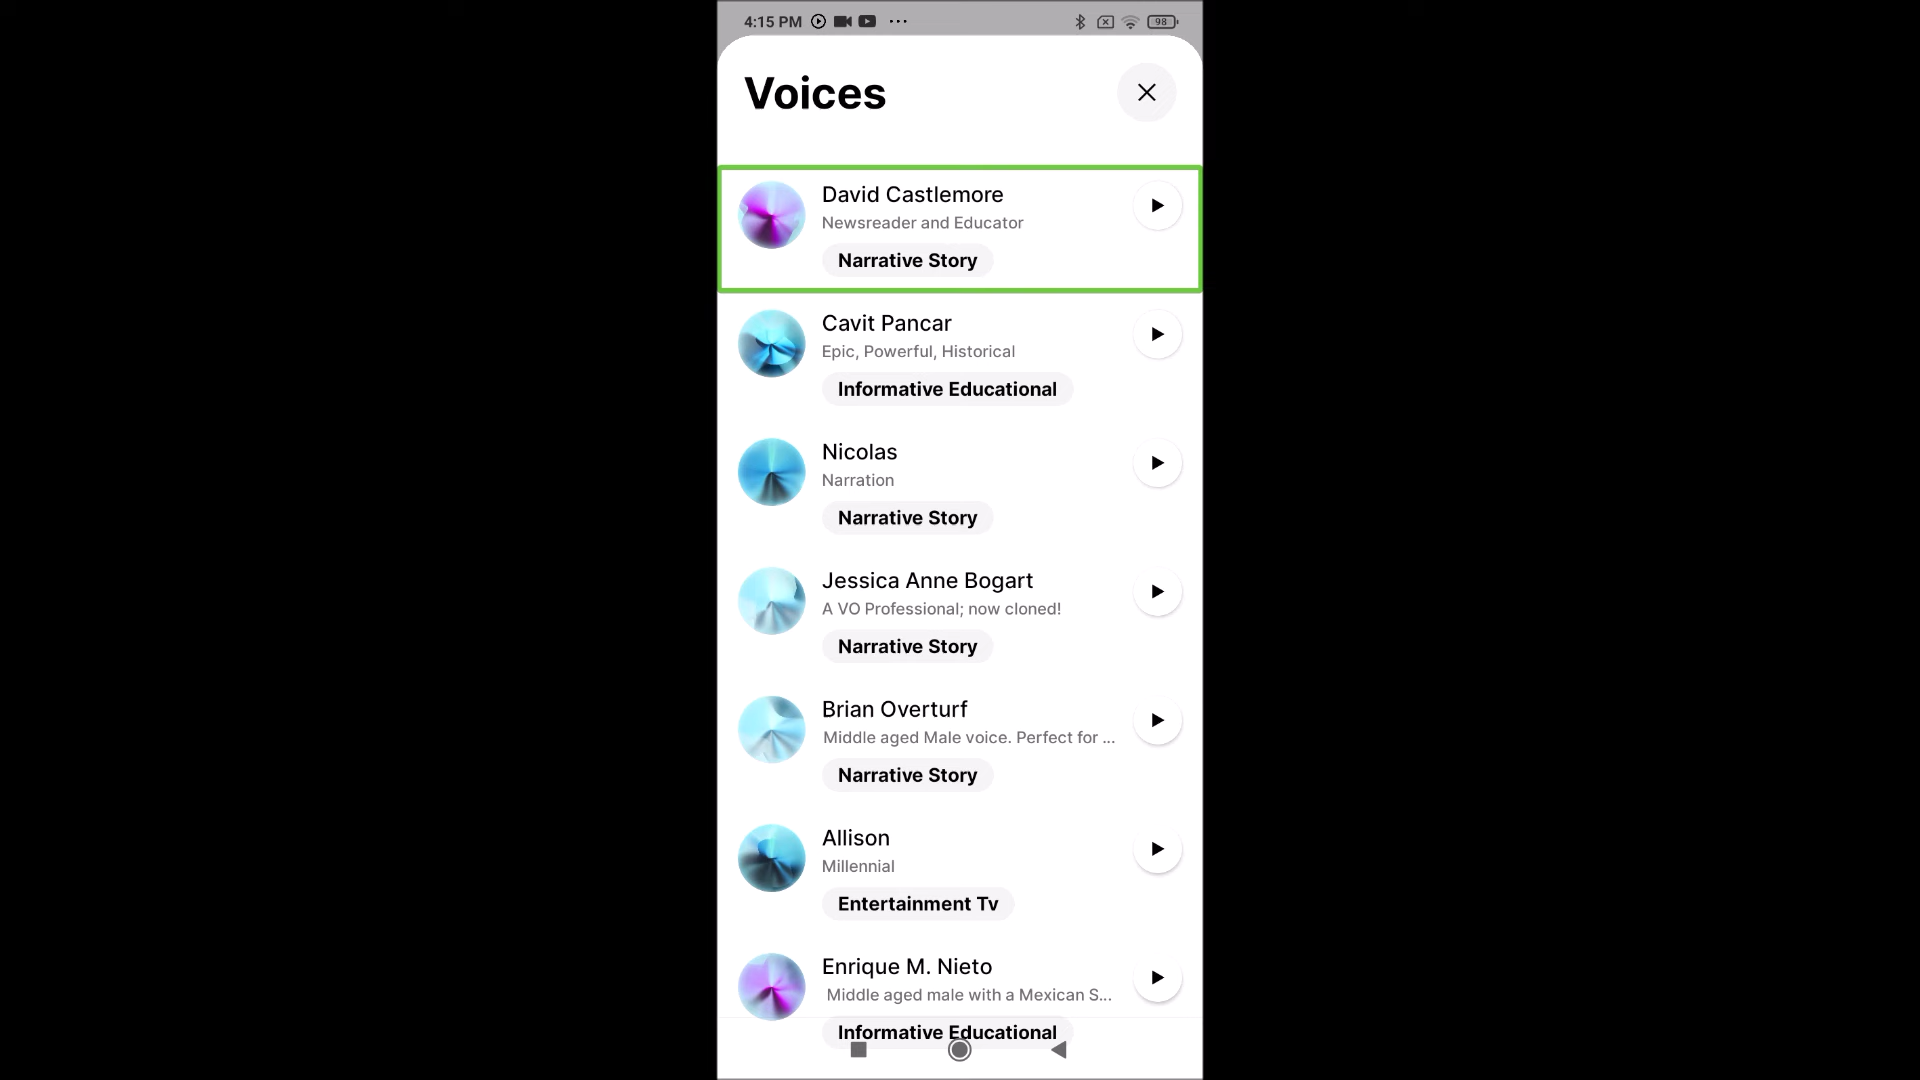 4:15 PM
98
Voices
David Castlemore
Newsreader and Educator
Narrative Story
Cavit Pancar
Epic, Powerful, Historical
Informative Educational
Nicolas
Narration
Narrative Story
Jessica Anne Bogart
A VO Professional; now cloned!
Narrative Story
Brian Overturf
Middle aged Male voice. Perfect for ...
Narrative Story
Allison
Millennial
Entertainment Tv
Enrique M. Nieto
Middle aged male with a Mexican S...
Informative Educational